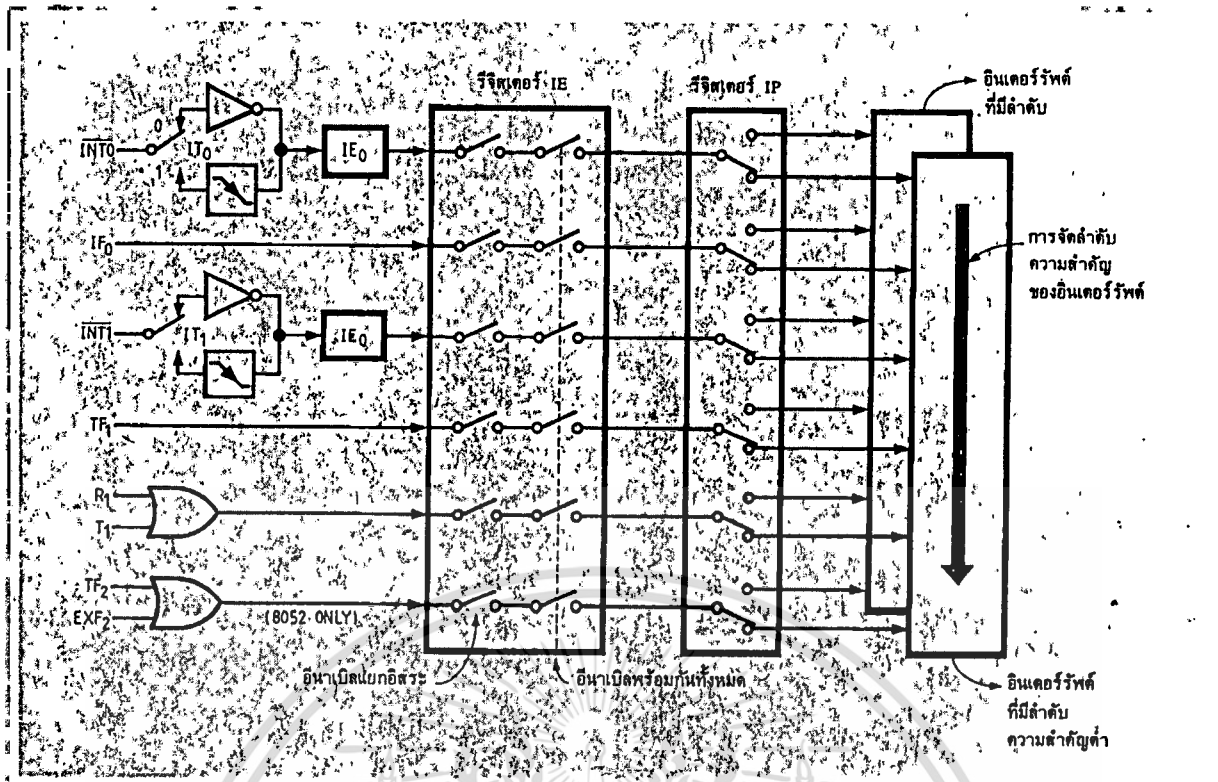 รีจิสเตอร์ IE
รีจิสเตอร์ IP
อินเตอร์รัพต์
ที่มีลำดับ
INT0
0
1
IT0
IE0
IF0
การจัดลำดับ
ความสำคัญ
ของอินเตอร์รัพต์
INT1
IT1
IE0
TF1
R1
T1
TF2
EXF2
(8052 ONLY)
อีนาเบิลแยกอิสระ
อีนาเบิลพร้อมกันทั้งหมด
อินเตอร์รัพต์
ที่มีลำดับ
ความสำคัญต่ำ